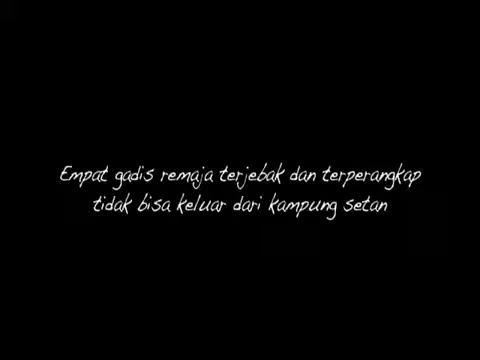 Empat gadis remaja terjebak dan terperangkap
tidak bisa keluar dari kampung setan